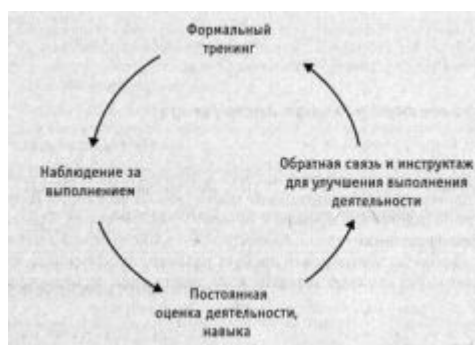 Формальный
тренинг
Наблюдение за
выполнением
Обратная связь и инструктаж
для улучшения выполнения
деятельности
Постоянная
оценка деятельности,
навыка